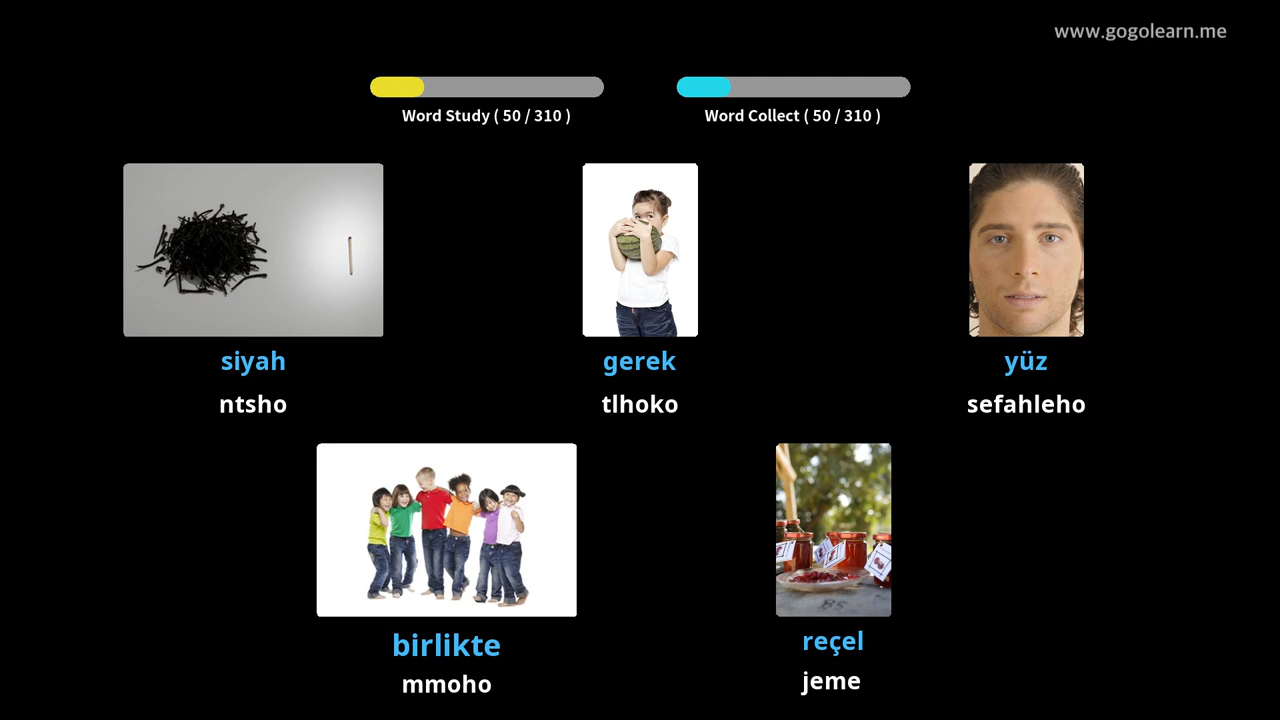 www.gogolearn.me
Word Study ( 50 / 310 )
Word Collect ( 50 / 310 )
siyah
ntsho
gerek
tlhoko
yüz
sefahleho
birlikte
mmoho
reçel
jeme